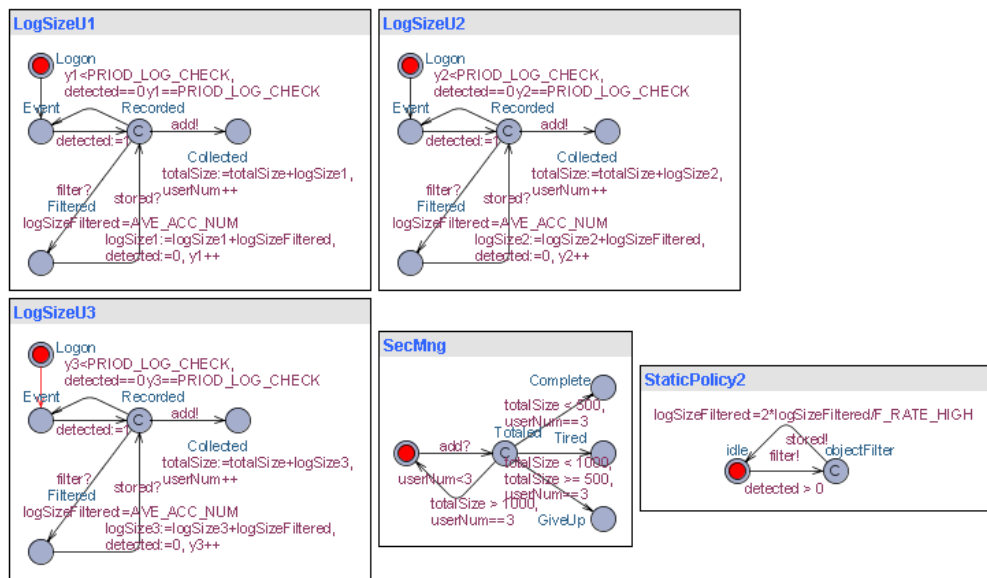 LogSizeU1
Logon
y1<PRIOD_LOG_CHECK,
detected==0y1==PRIOD_LOG_CHECK
Event
Recorded
add!
detected:=1
C
Collected
totalSize:=totalSize+logSize1,
userNum++
filter?
stored?
Filtered
logSizeFiltered:=AVE_ACC_NUM
logSize1:=logSize1+logSizeFiltered,
detected:=0, y1++
LogSizeU2
Logon
y2<PRIOD_LOG_CHECK,
detected==0y2==PRIOD_LOG_CHECK
Event
Recorded
add!
detected:=1
C
Collected
totalSize:=totalSize+logSize2,
userNum++
filter?
stored?
Filtered
logSizeFiltered:=AVE_ACC_NUM
logSize2:=logSize2+logSizeFiltered,
detected:=0, y2++
LogSizeU3
Logon
y3<PRIOD_LOG_CHECK,
detected==0y3==PRIOD_LOG_CHECK
Event
Recorded
add!
detected:=1
C
Collected
totalSize:=totalSize+logSize3,
userNum++
filter?
stored?
Filtered
logSizeFiltered:=AVE_ACC_NUM
logSize3:=logSize3+logSizeFiltered,
detected:=0, y3++
SecMng
Complete
totalSize < 500,
userNum==3
Totaled
Tired
add?
C
userNum<3
totalSize < 1000,
totalSize >= 500,
userNum==3
totalSize > 1000,
userNum==3
GiveUp
StaticPolicy2
logSizeFiltered:=2*logSizeFiltered/F_RATE_HIGH
stored!
idle
filter!
objectFilter
C
detected > 0